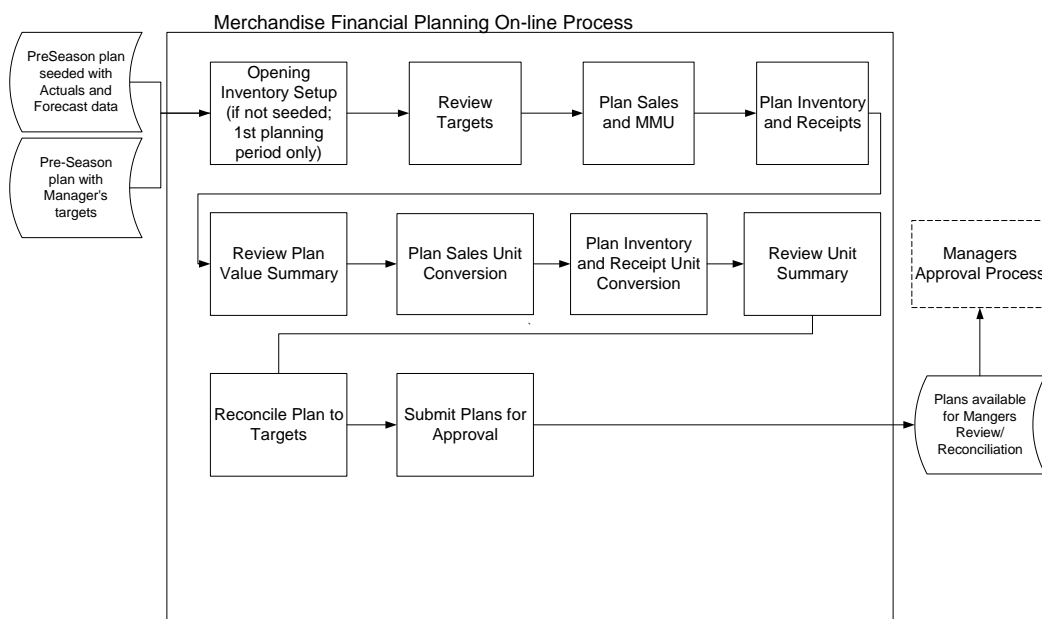 Merchandise Financial Planning On-line Process
PreSeason plan
seeded with
Actuals and
Forecast data
Pre-Season
plan with
Manager's
targets
Opening
Inventory Setup
(if not seeded;
1st planning
period only)
Review
Targets
Plan Sales
and MMU
Plan Inventory
and Receipts
Review Plan
Value Summary
Plan Sales Unit
Conversion
Plan Inventory
and Receipt Unit
Conversion
Review Unit
Summary
Managers
Approval Process
Reconcile Plan to
Targets
Submit Plans for
Approval
Plans available
for Mangers
Review/
Reconciliation